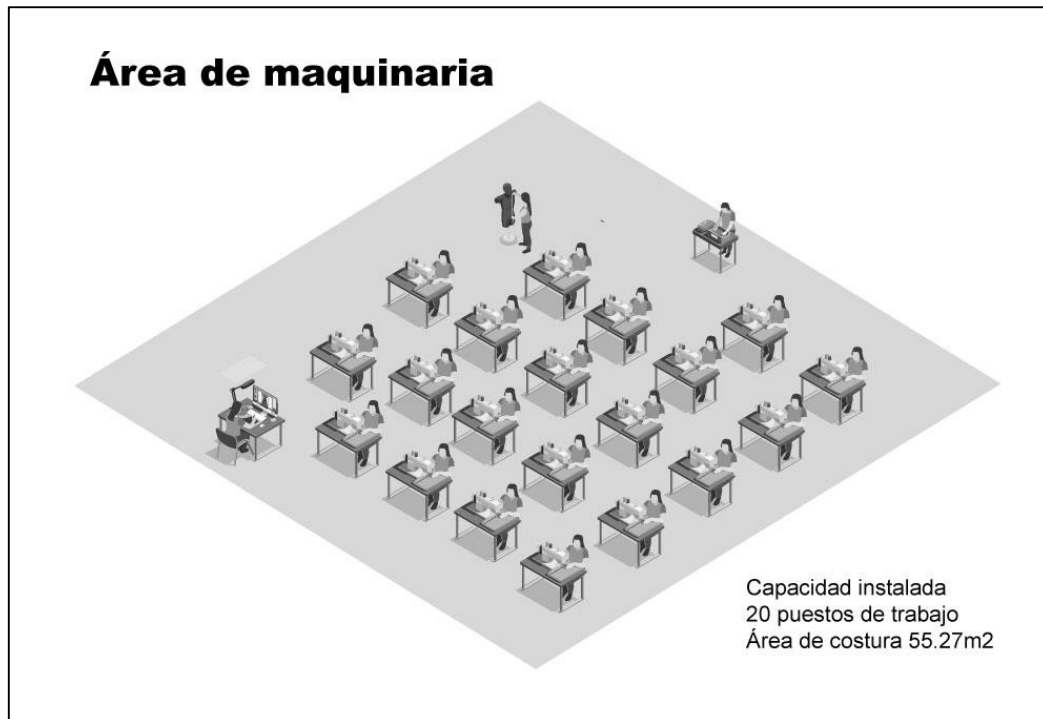 Área de maquinaria
Capacidad instalada
20 puestos de trabajo
Área de costura 55.27m2